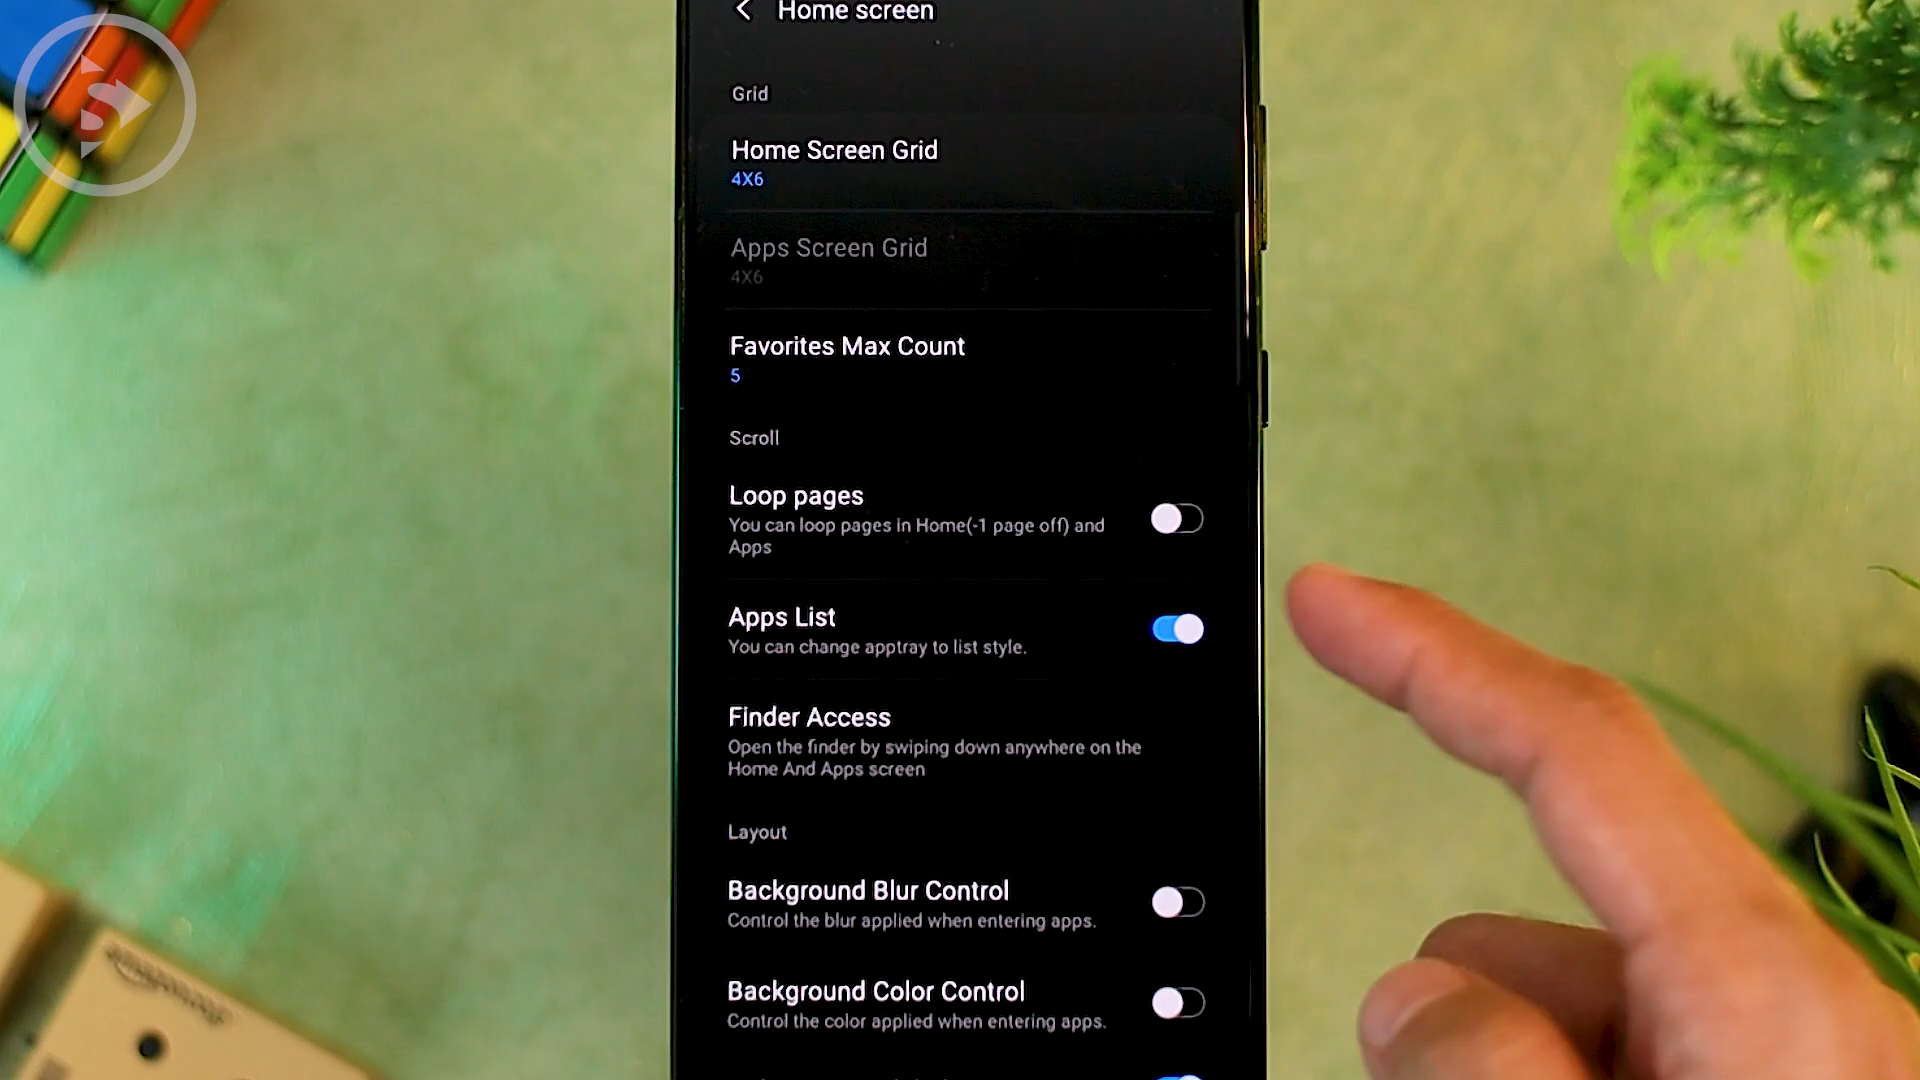 Home screen
Grid
Home Screen Grid
4X6
Apps Screen Grid
4X6
Favorites Max Count
5
Scroll
Loop pages
You can loop pages in Home(-1 page off) and
Apps
Apps List
You can change apptray to list style.
Finder Access
Open the finder by swiping down anywhere on the
Home And Apps screen
Layout
Background Blur Control
Control the blur applied when entering apps.
Background Color Control
Control the color applied when entering apps.